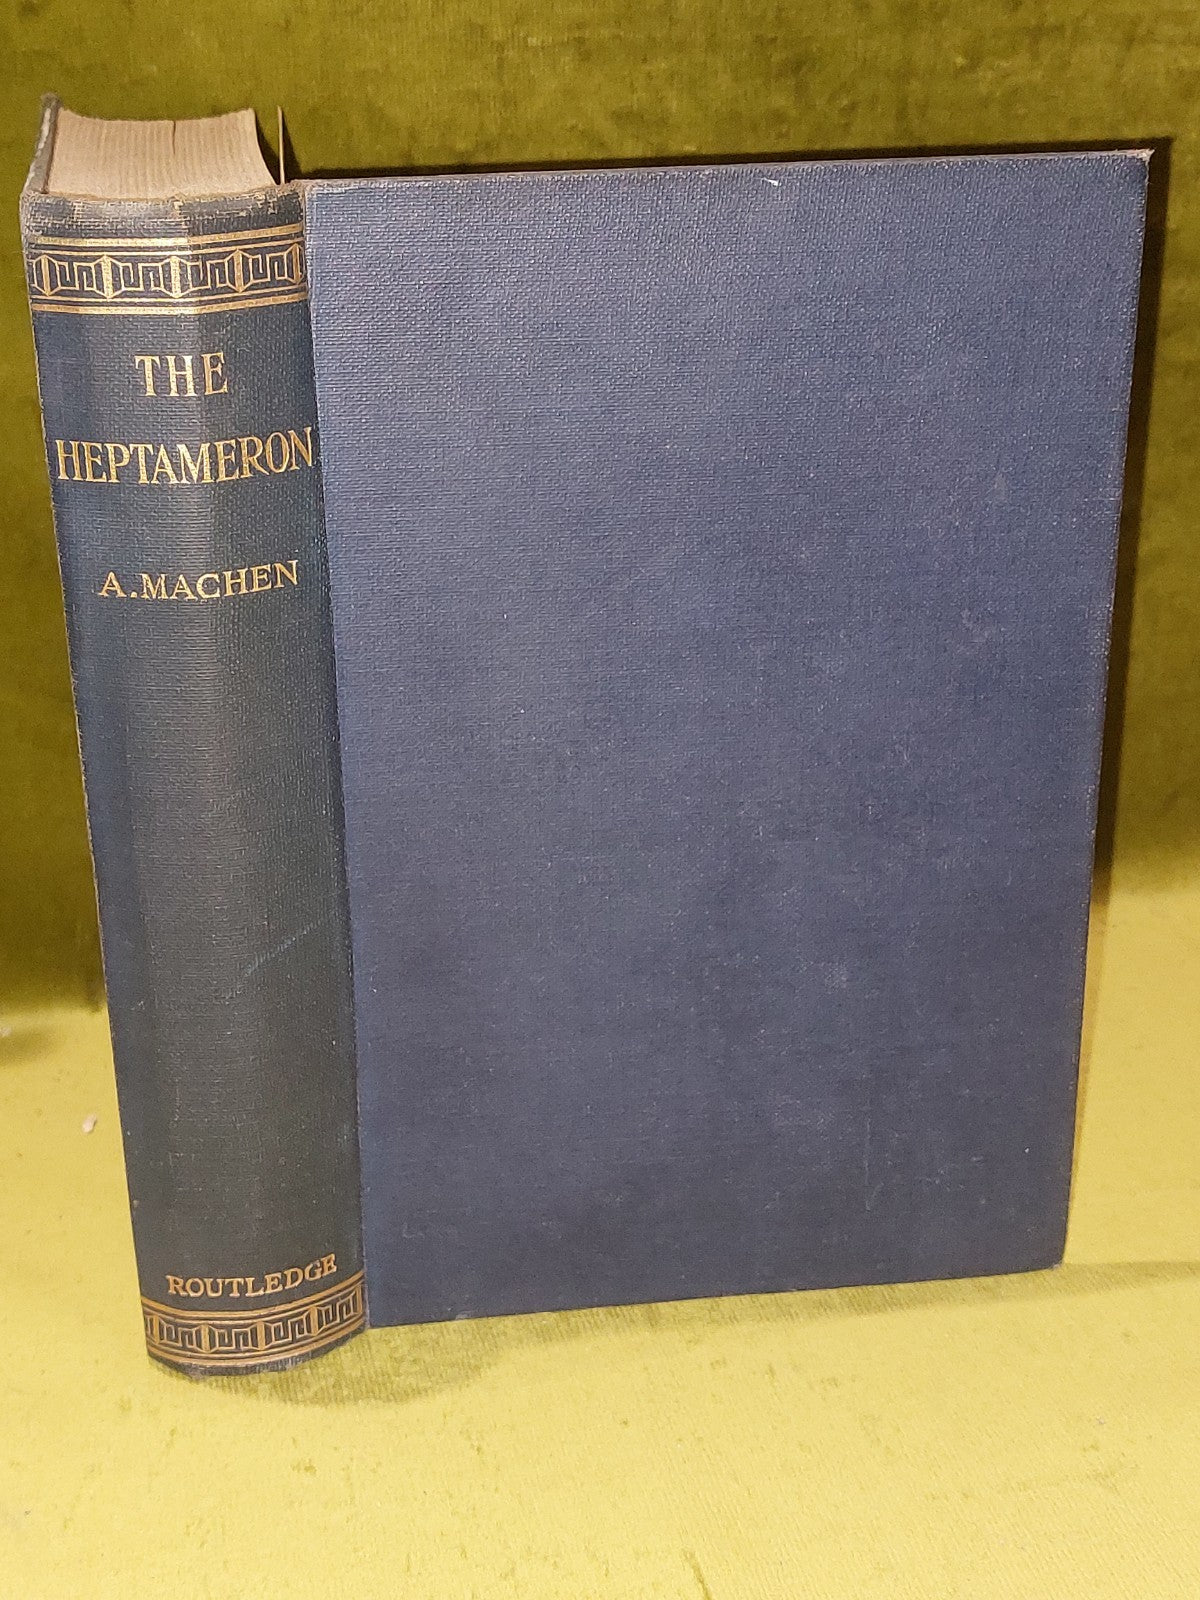 THE
HEPTAMERON
A. MACHEN
ROUTLEDGE